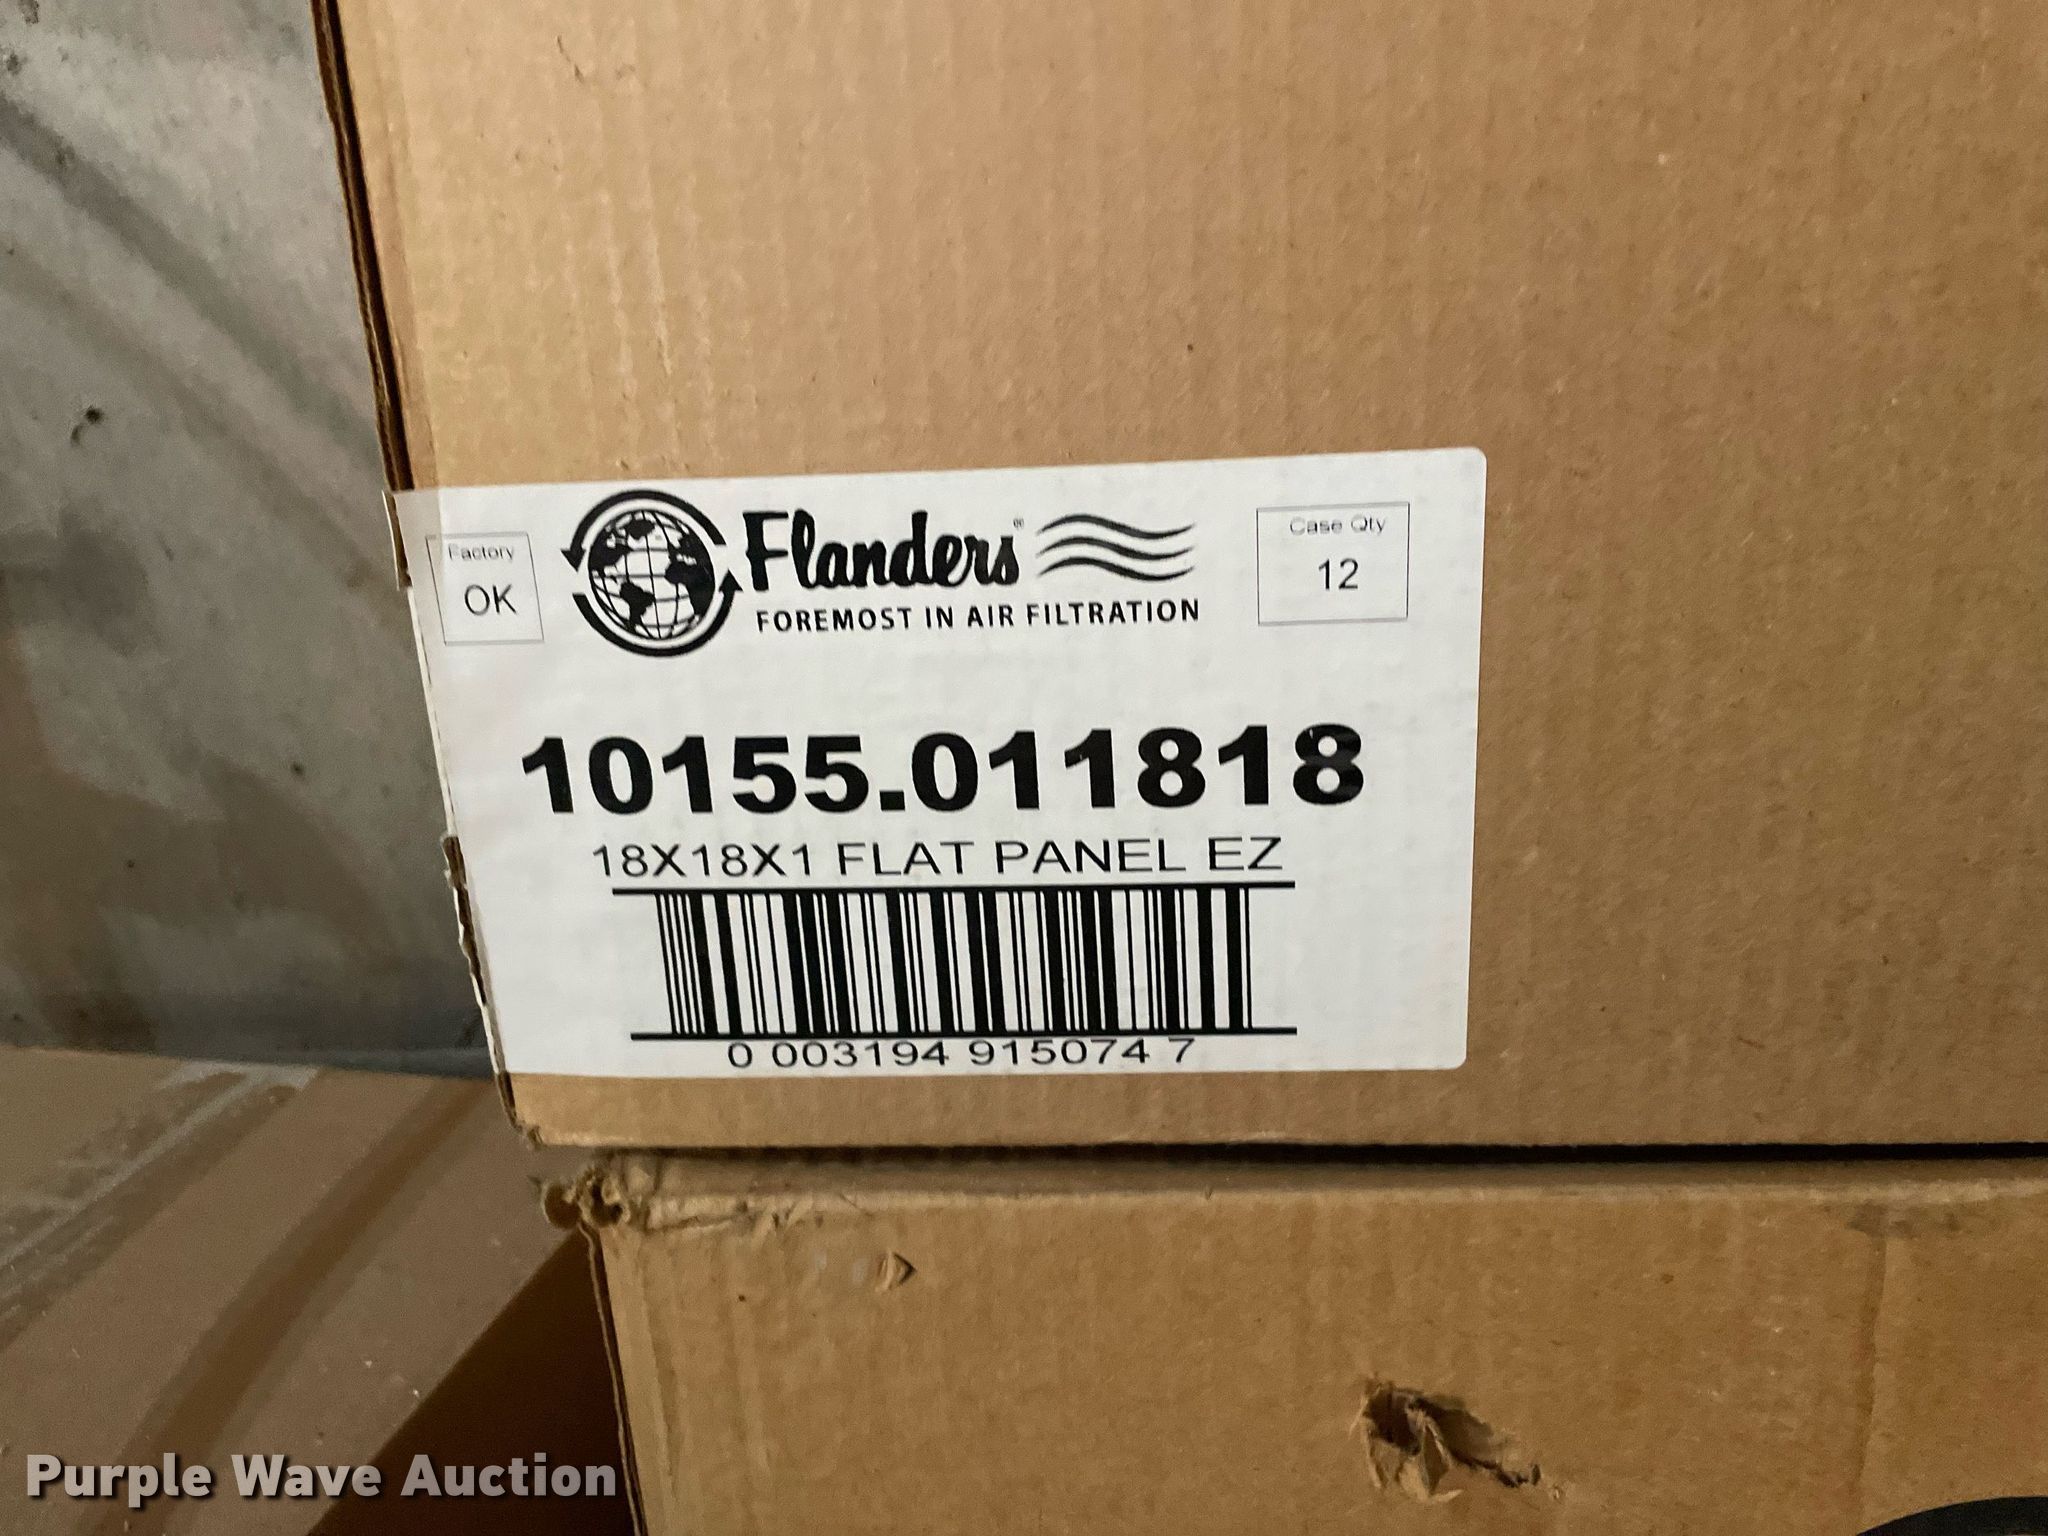 Factory
OK
Flanders®
FOREMOST IN AIR FILTRATION
Case Qty
12
10155.011818
18X18X1 FLAT PANEL EZ
0 003194 915074 7
Purple Wave Auction